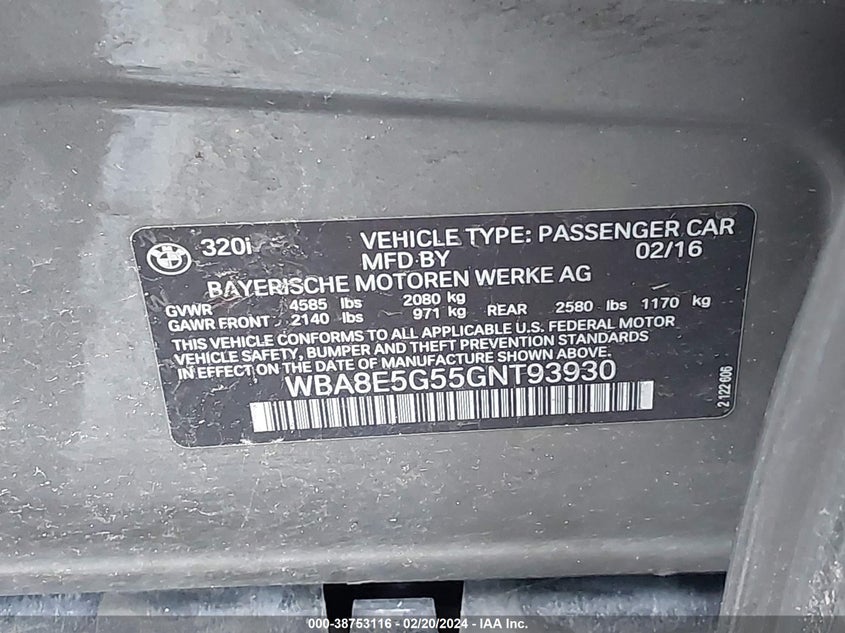 320i VEHICLE TYPE: PASSENGER CAR
MFD BY 02/16
BAYERISCHE MOTOREN WERKE AG
GVWR 4585 lbs 2080 kg
GAWR FRONT 2140 lbs 971 kg REAR 2580 lbs 1170 kg
THIS VEHICLE CONFORMS TO ALL APPLICABLE U.S. FEDERAL MOTOR
VEHICLE SAFETY, BUMPER AND THEFT PREVENTION STANDARDS
IN EFFECT ON THE DATE OF MANUFACTURE SHOWN ABOVE.
WBA8E5G55GNT93930
2 122 606
000-38753116 - 02/20/2024 - IAA Inc.